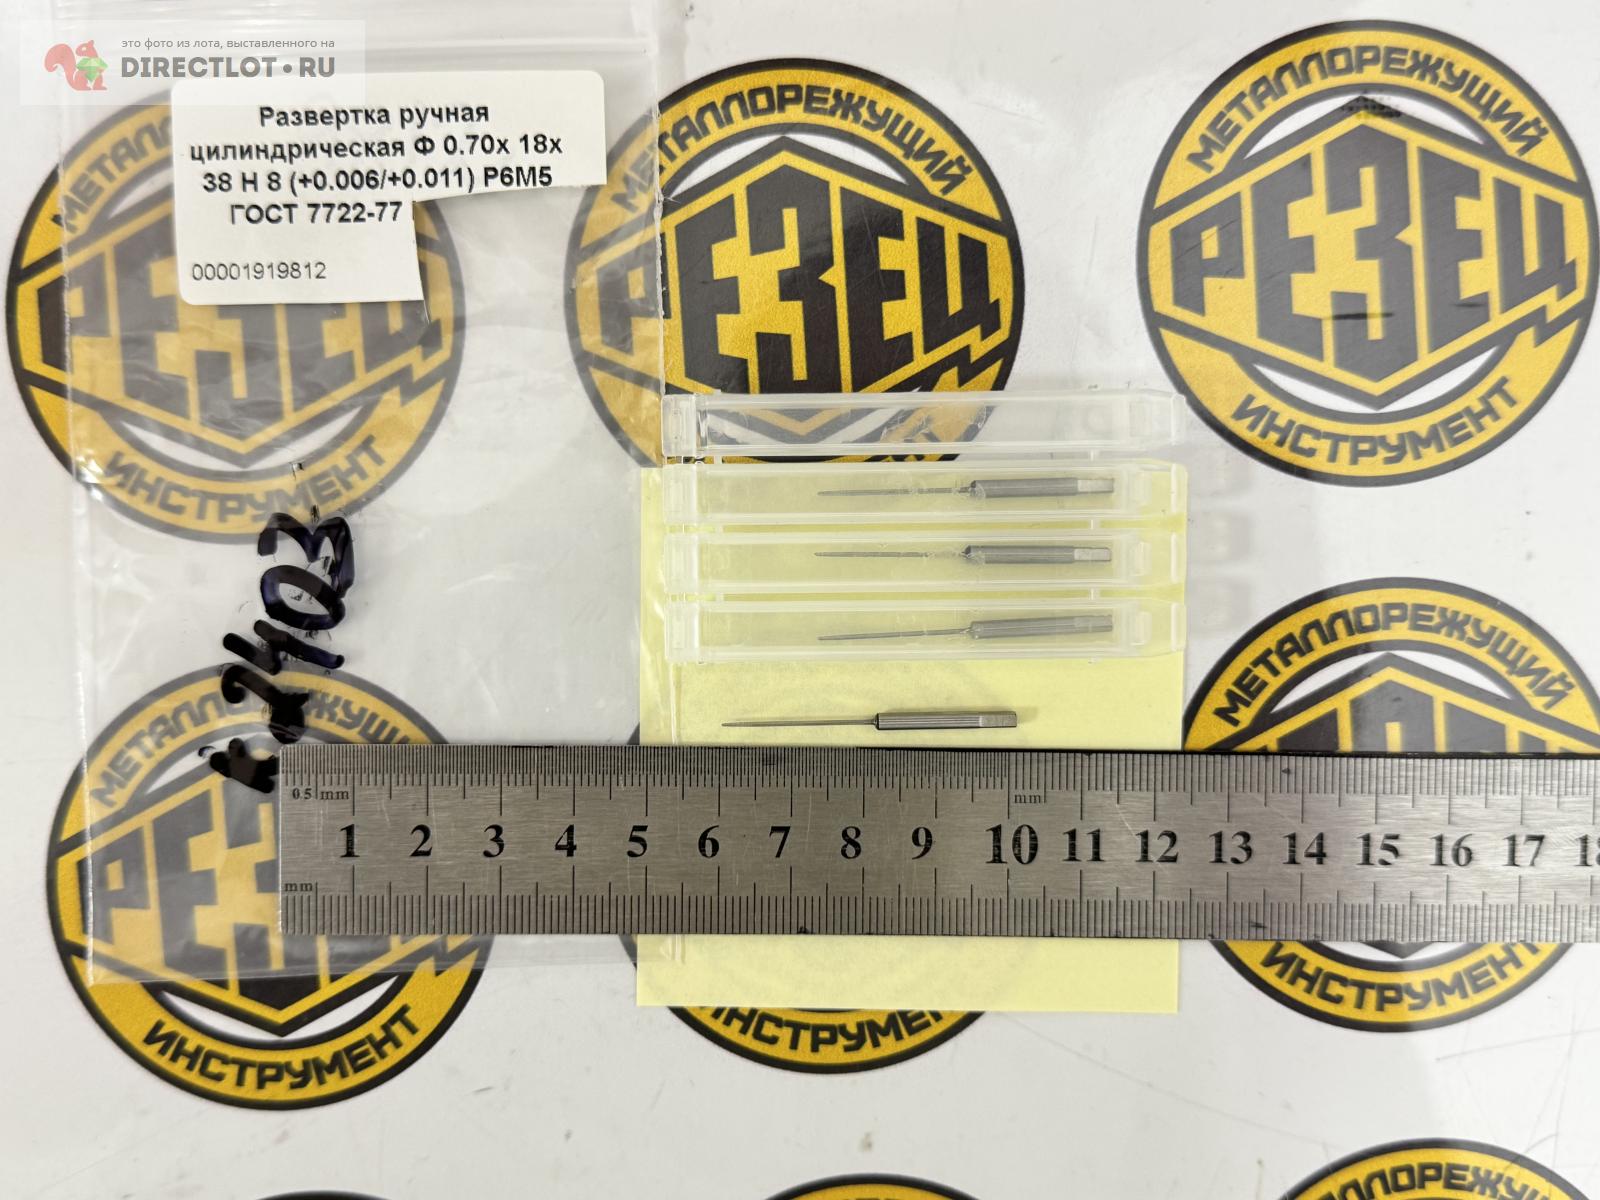 это фото из лота, выставленного на
DIRECTLOT.RU
Развертка ручная
цилиндрическая Ф 0.70х 18х
38 Н 8 (+0.006/+0.011) Р6М5
ГОСТ 7722-77
00001919812
МЕТАЛЛОРЕЖУЩИЙ
РЕЗЕЦ
ИНСТРУМЕНТ
МЕТАЛЛОРЕЖУЩИЙ
РЕЗЕЦ
ИНСТРУМЕНТ
РЕЗЕЦ
МЕТАЛЛОРЕЖУЩИЙ
ИНСТРУМЕНТ
МЕТАЛЛОРЕЖУЩИЙ
ИНСТРУМЕНТ
0.5 mm
mm
1 2 3 4 5 6 7 8 9 10 11 12 13 14 15 16 17
mm